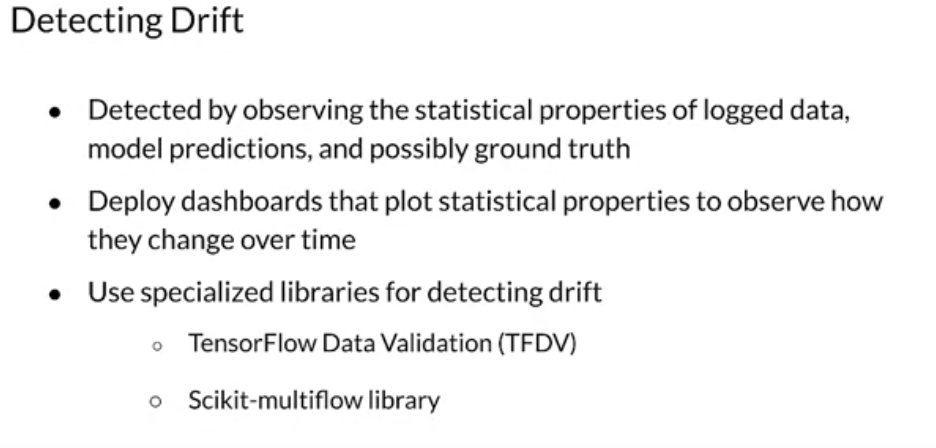 Detecting Drift
● Detected by observing the statistical properties of logged data,
model predictions, and possibly ground truth
● Deploy dashboards that plot statistical properties to observe how
they change over time
● Use specialized libraries for detecting drift
○ TensorFlow Data Validation (TFDV)
○ Scikit-multiflow library